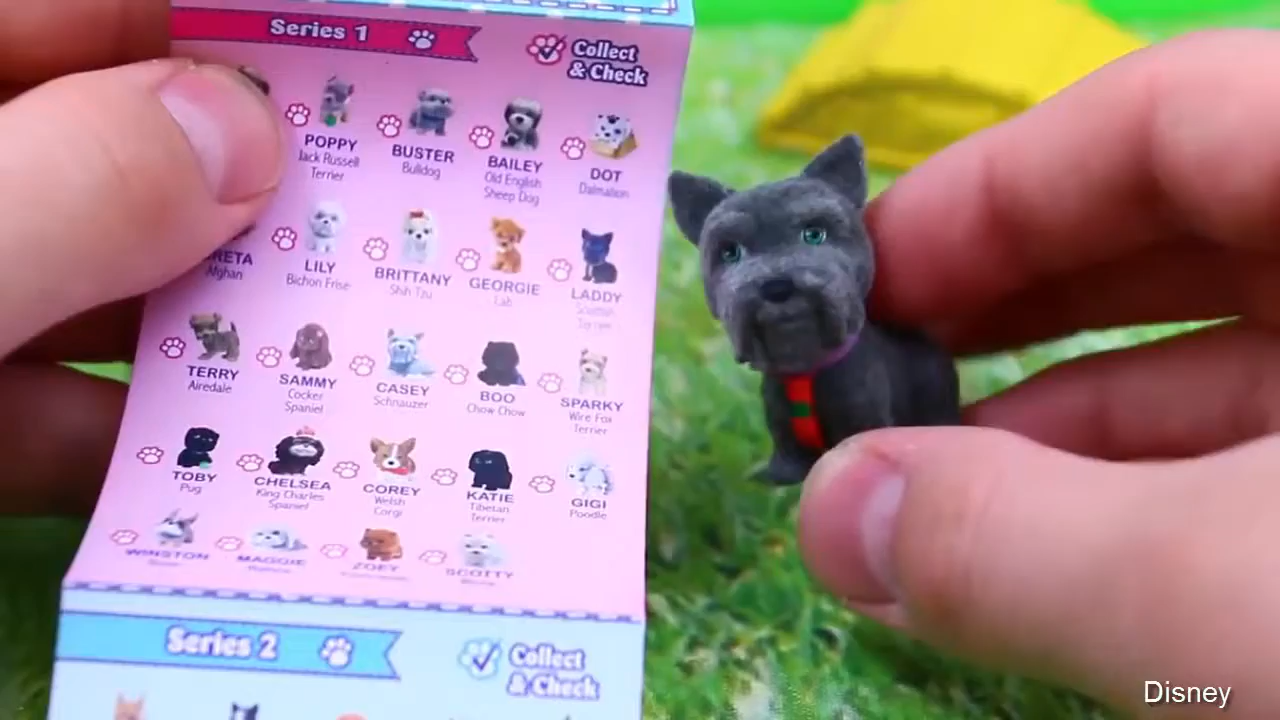 Series 1
Collect
& Check
POPPY
Jack Russell
Terrier
BUSTER
Bulldog
BAILEY
Old English
Sheep Dog
DOT
Dalmation
Afghan
LILY
Bichon Frise
BRITTANY
Shih Tzu
GEORGIE
Lab
LADDY
Terrier
TERRY
Airedale
SAMMY
Cocker
Spaniel
CASEY
Schnauzer
BOO
Chow Chow
SPARKY
Wire Fox
Terrier
TOBY
Pug
CHELSEA
King Charles
Spaniel
COREY
Welsh
Corgi
KATIE
Tibetan
Terrier
GIGI
Poodle
WINSTON
MAGGIE
ZOEY
SCOTTY
Series 2
Collect
& Check
Disney